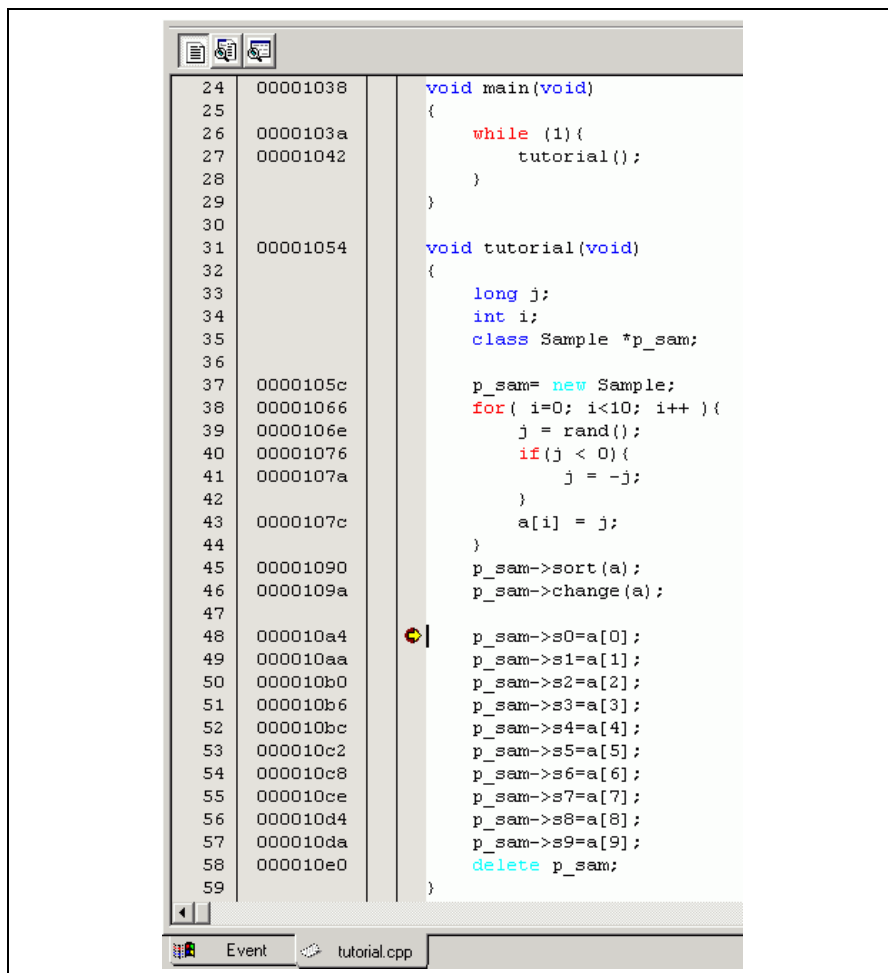 24 00001038 void main(void)
25 {
26 0000103a while (1){
27 00001042 tutorial();
28 }
29 }
30
31 00001054 void tutorial(void)
32 {
33 long j;
34 int i;
35 class Sample *p_sam;
36
37 0000105c p_sam= new Sample;
38 00001066 for( i=0; i<10; i++ ){
39 0000106e j = rand();
40 00001076 if(j < 0){
41 0000107a j = -j;
42 }
43 0000107c a[i] = j;
44 }
45 00001090 p_sam->sort(a);
46 0000109a p_sam->change(a);
47
48 000010a4 p_sam->s0=a[0];
49 000010aa p_sam->s1=a[1];
50 000010b0 p_sam->s2=a[2];
51 000010b6 p_sam->s3=a[3];
52 000010bc p_sam->s4=a[4];
53 000010c2 p_sam->s5=a[5];
54 000010c8 p_sam->s6=a[6];
55 000010ce p_sam->s7=a[7];
56 000010d4 p_sam->s8=a[8];
57 000010da p_sam->s9=a[9];
58 000010e0 delete p_sam;
59 }
Event tutorial.cpp